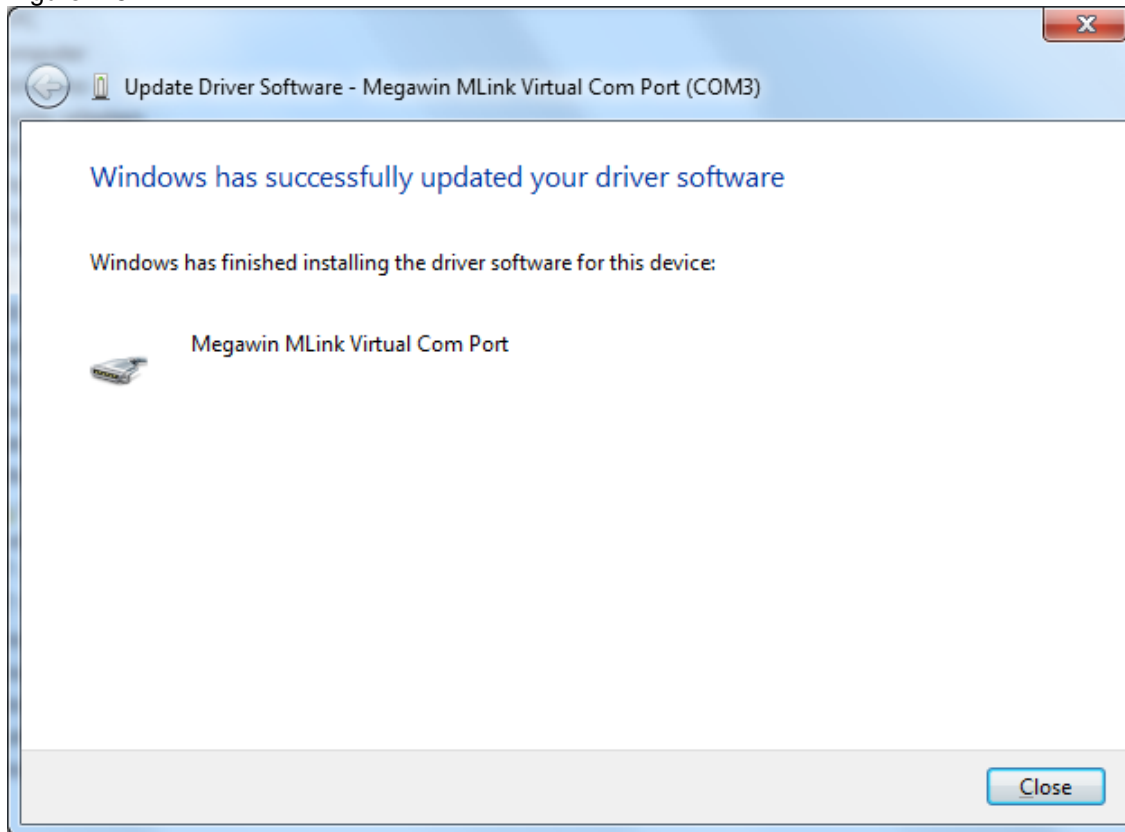 Update Driver Software - Megawin MLink Virtual Com Port (COM3)
Windows has successfully updated your driver software
Windows has finished installing the driver software for this device:
Megawin MLink Virtual Com Port
Close